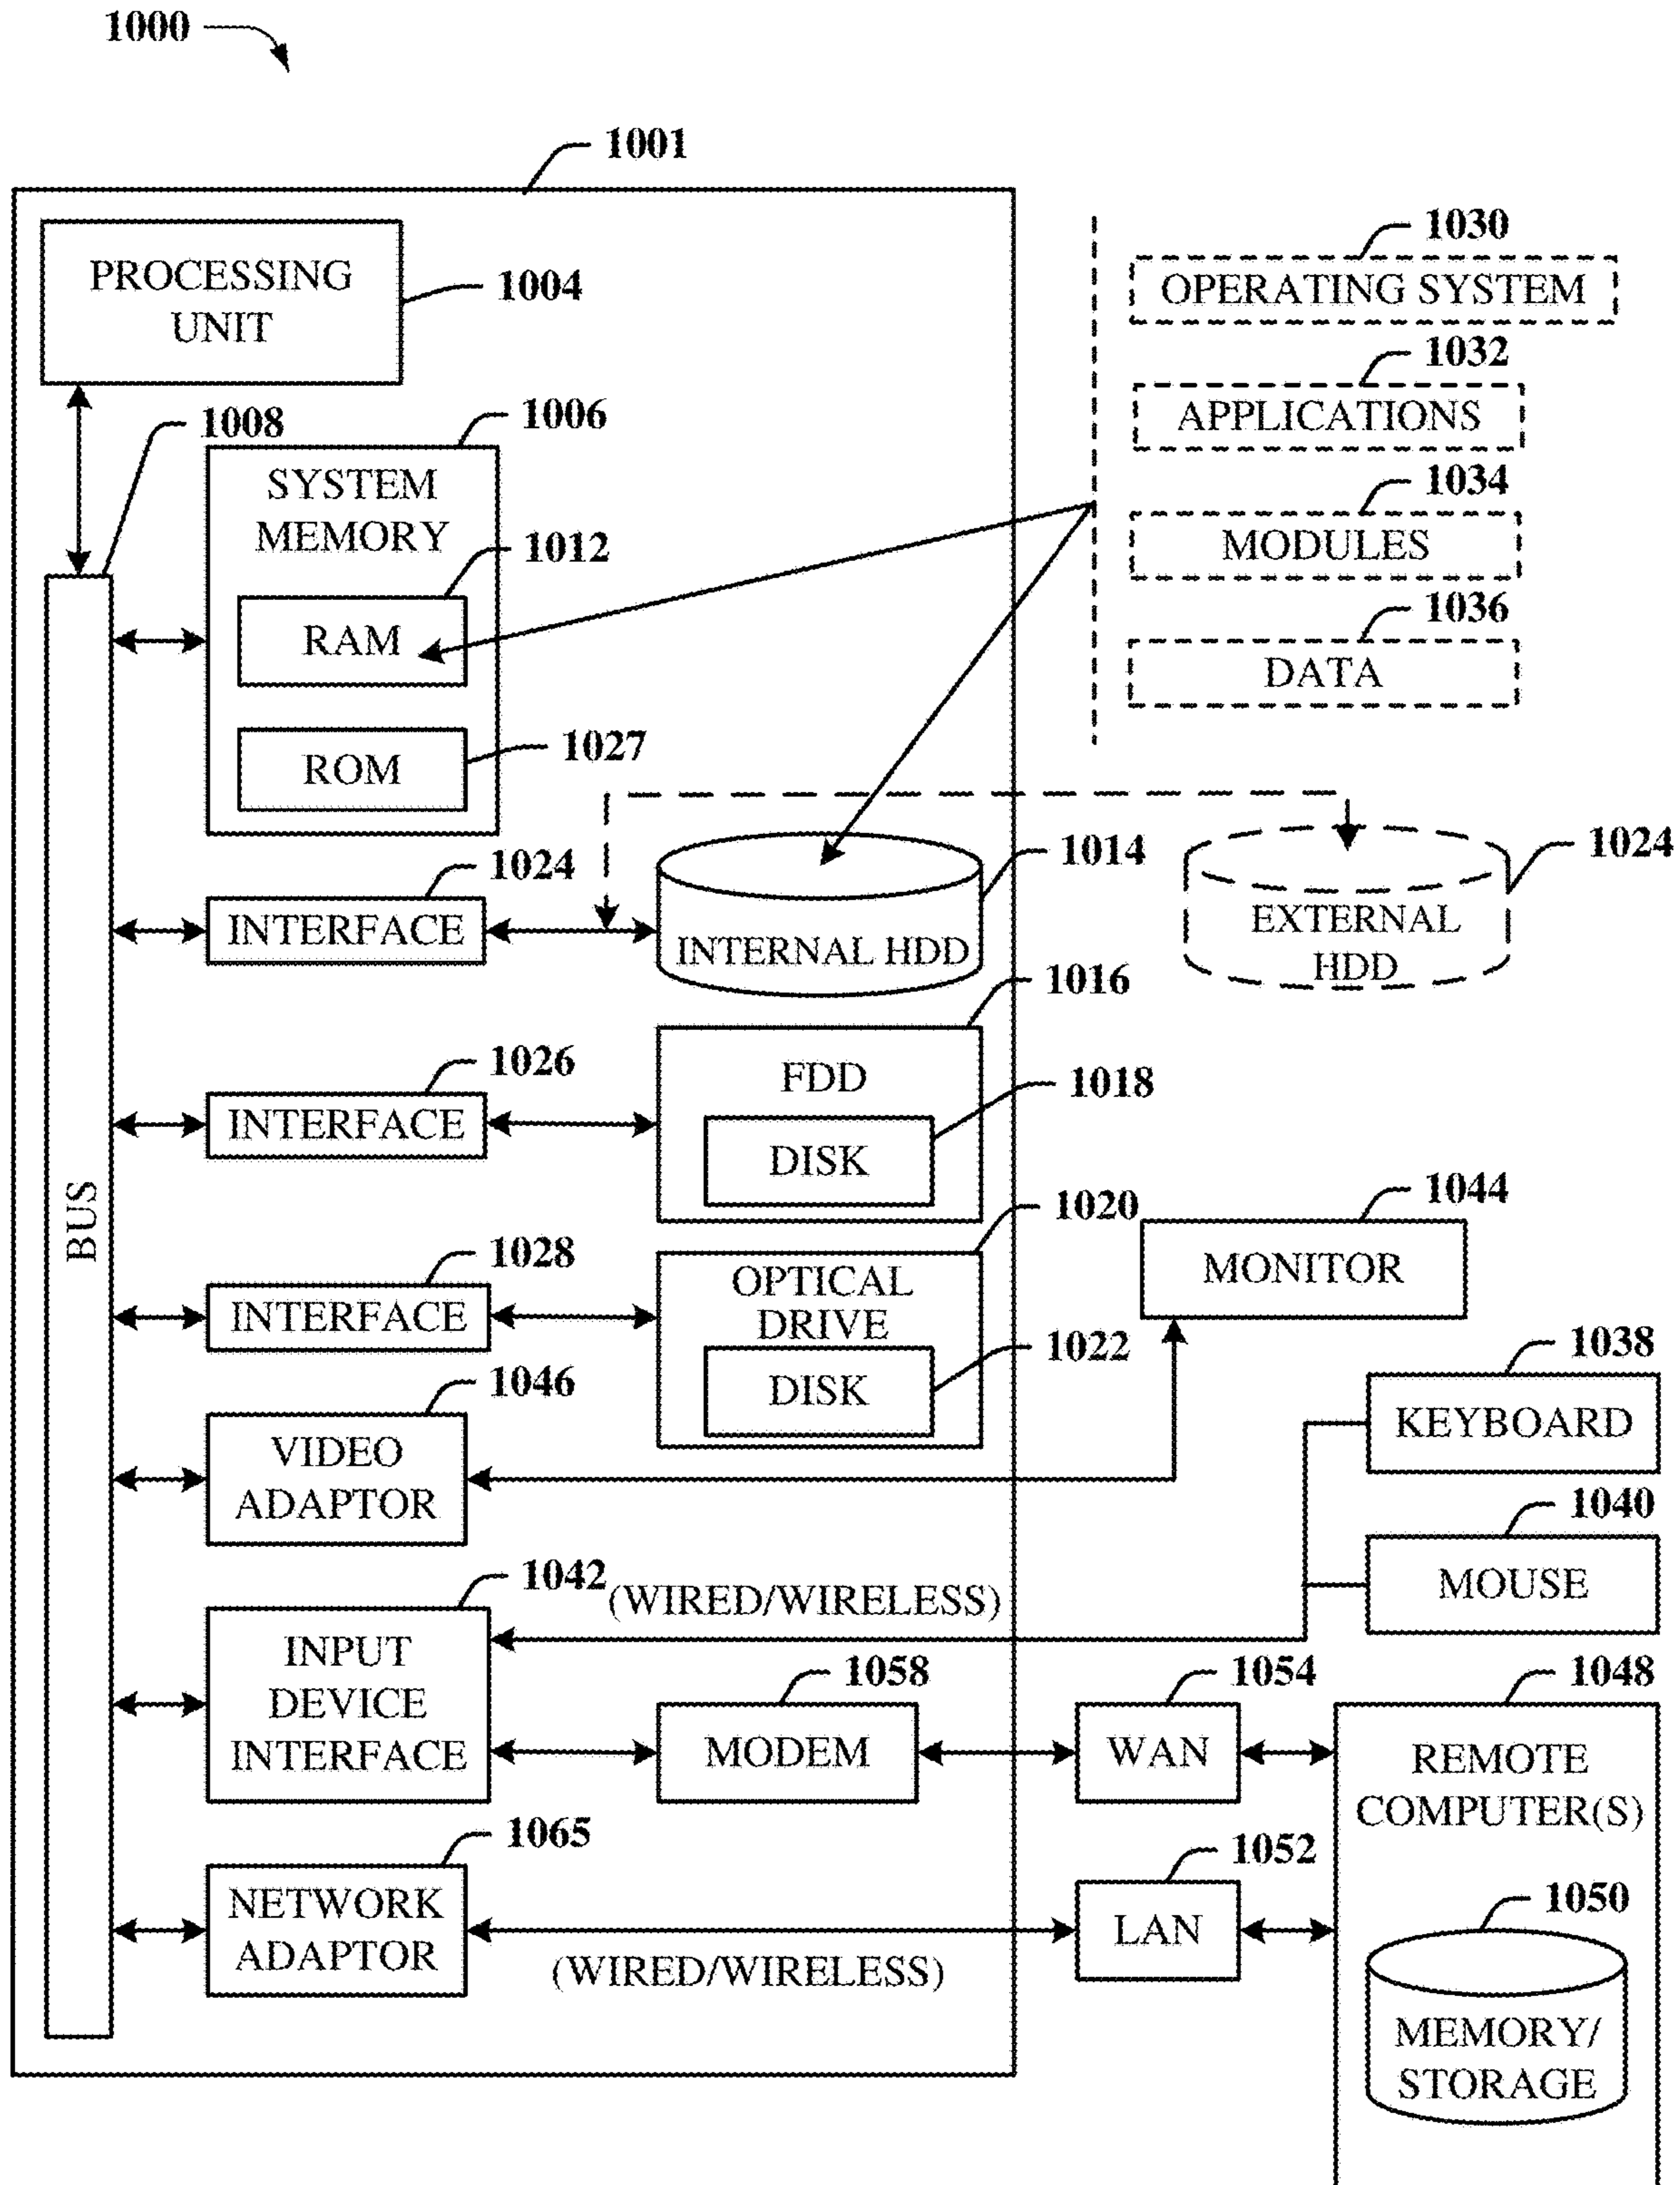 1000
1001
PROCESSING
UNIT
1004
1030
OPERATING SYSTEM
1032
APPLICATIONS
1034
MODULES
1036
DATA
1008
1006
SYSTEM
MEMORY
1012
RAM
1027
ROM
1024
INTERFACE
1014
INTERNAL HDD
1024
EXTERNAL
HDD
1016
1026
INTERFACE
FDD
1018
DISK
BUS
1020
1028
INTERFACE
OPTICAL
DRIVE
1022
DISK
1044
MONITOR
1046
VIDEO
ADAPTOR
1038
KEYBOARD
1040
MOUSE
1042
(WIRED/WIRELESS)
INPUT
DEVICE
INTERFACE
1058
MODEM
1054
WAN
1048
REMOTE
COMPUTER(S)
1065
NETWORK
ADAPTOR
(WIRED/WIRELESS)
1052
LAN
1050
MEMORY/
STORAGE